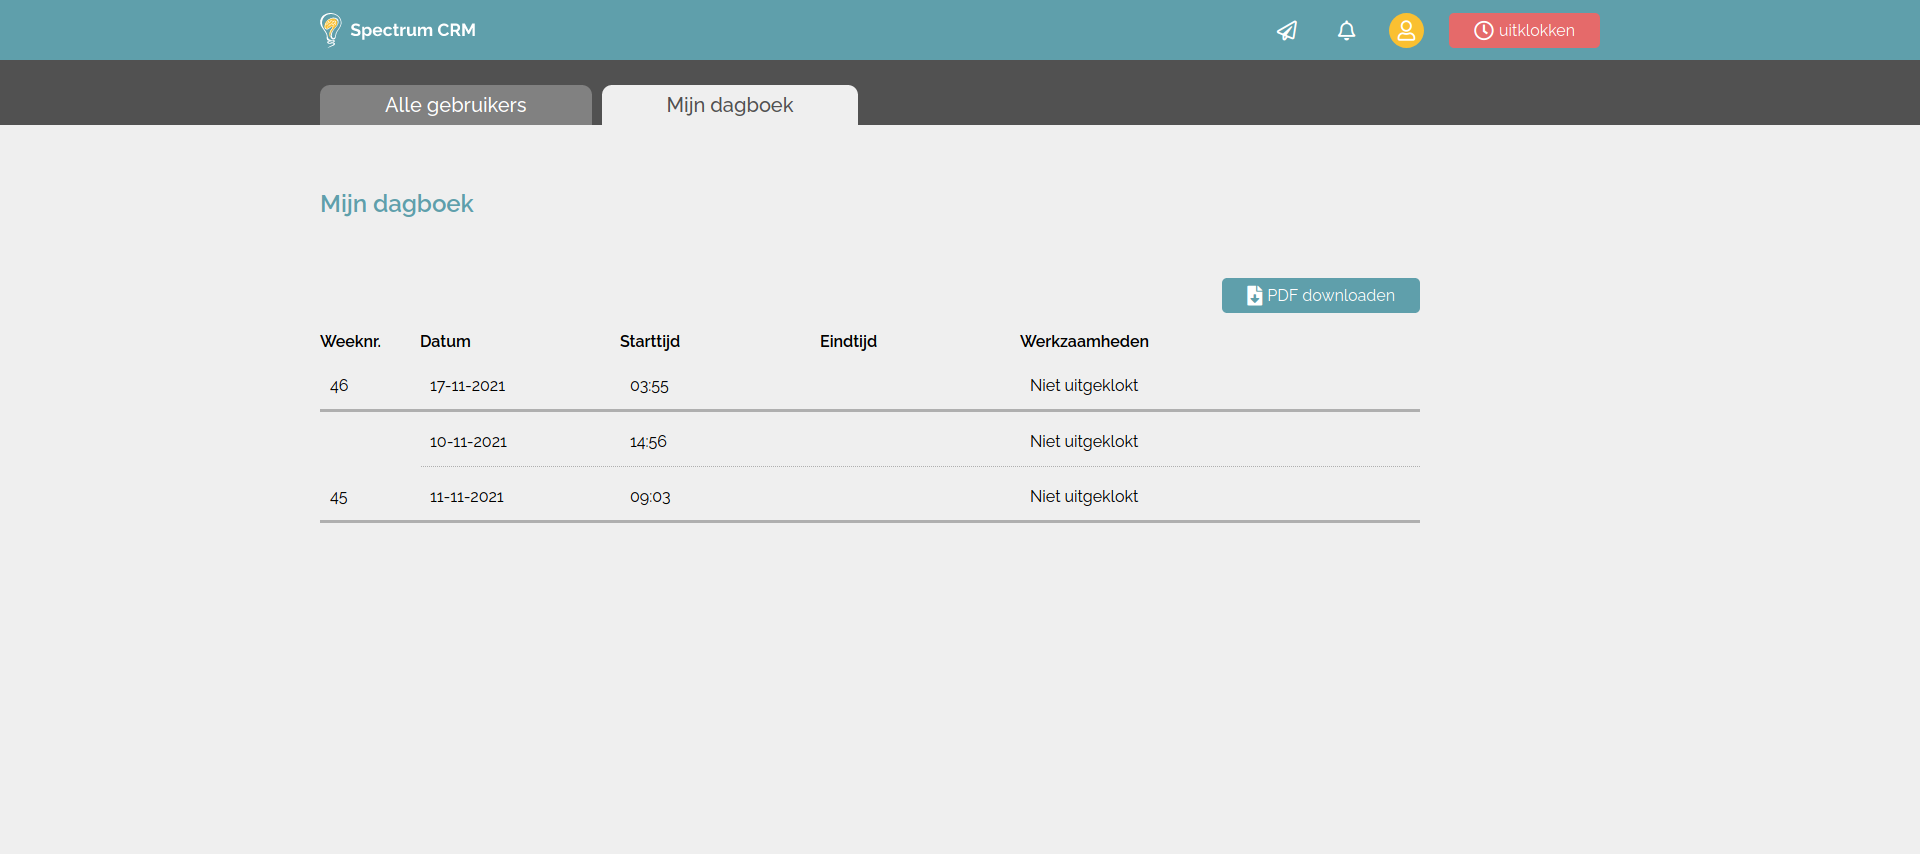 Spectrum CRM
uitklokken
Alle gebruikers
Mijn dagboek
Mijn dagboek
PDF downloaden
Weeknr. Datum Starttijd Eindtijd Werkzaamheden
46 17-11-2021 03:55 Niet uitgeklokt
10-11-2021 14:56 Niet uitgeklokt
45 11-11-2021 09:03 Niet uitgeklokt